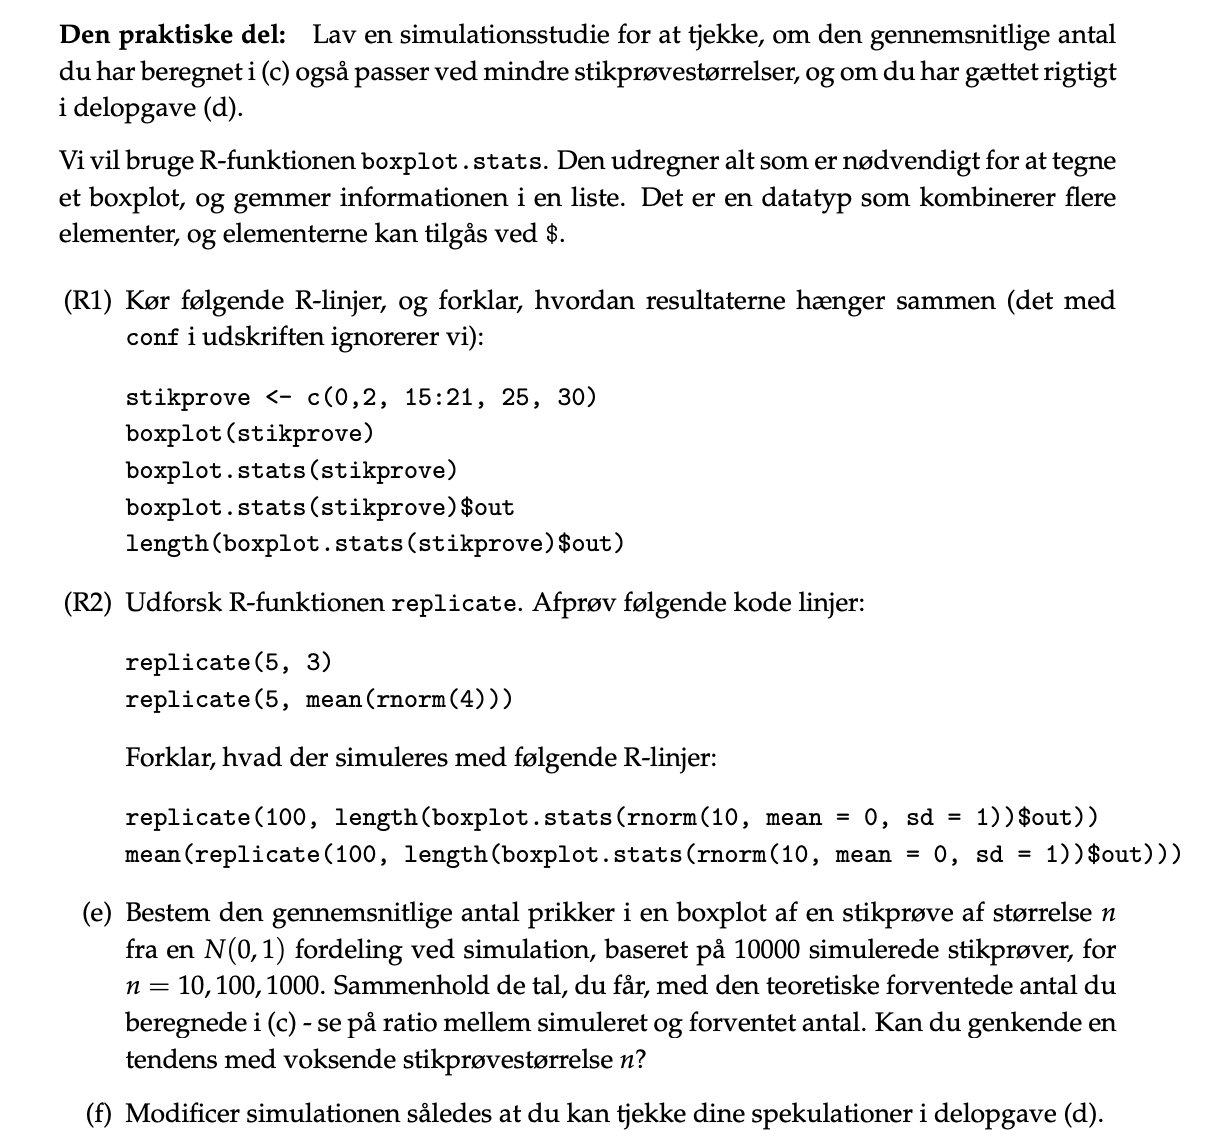 Den praktiske del: Lav en simulationsstudie for at tjekke, om den gennemsnitlige antal
du har beregnet i (c) også passer ved mindre stikprøvestørrelser, og om du har gættet rigtigt
i delopgave (d).
Vi vil bruge R-funktionen boxplot.stats. Den udregner alt som er nødvendigt for at tegne
et boxplot, og gemmer informationen i en liste. Det er en datatyp som kombinerer flere
elementer, og elementerne kan tilgås ved $.
(R1) Kør følgende R-linjer, og forklar, hvordan resultaterne hænger sammen (det med
conf i udskriften ignorerer vi):
stikprove <- c(0,2, 15:21, 25, 30)
boxplot(stikprove)
boxplot.stats(stikprove)
boxplot.stats(stikprove)$out
length(boxplot.stats(stikprove)$out)
(R2) Udforsk R-funktionen replicate. Afprøv følgende kode linjer:
replicate(5, 3)
replicate(5, mean(rnorm(4)))
Forklar, hvad der simuleres med følgende R-linjer:
replicate(100, length(boxplot.stats(rnorm(10, mean = 0, sd = 1))$out))
mean(replicate(100, length(boxplot.stats(rnorm(10, mean = 0, sd = 1))$out)))
(e) Bestem den gennemsnitlige antal prikker i en boxplot af en stikprøve af størrelse n
fra en N(0, 1) fordeling ved simulation, baseret på 10000 simulerede stikprøver, for
n = 10, 100, 1000. Sammenhold de tal, du får, med den teoretiske forventede antal du
beregnede i (c) - se på ratio mellem simuleret og forventet antal. Kan du genkende en
tendens med voksende stikprøvestørrelse n?
(f) Modificer simulationen således at du kan tjekke dine spekulationer i delopgave (d).